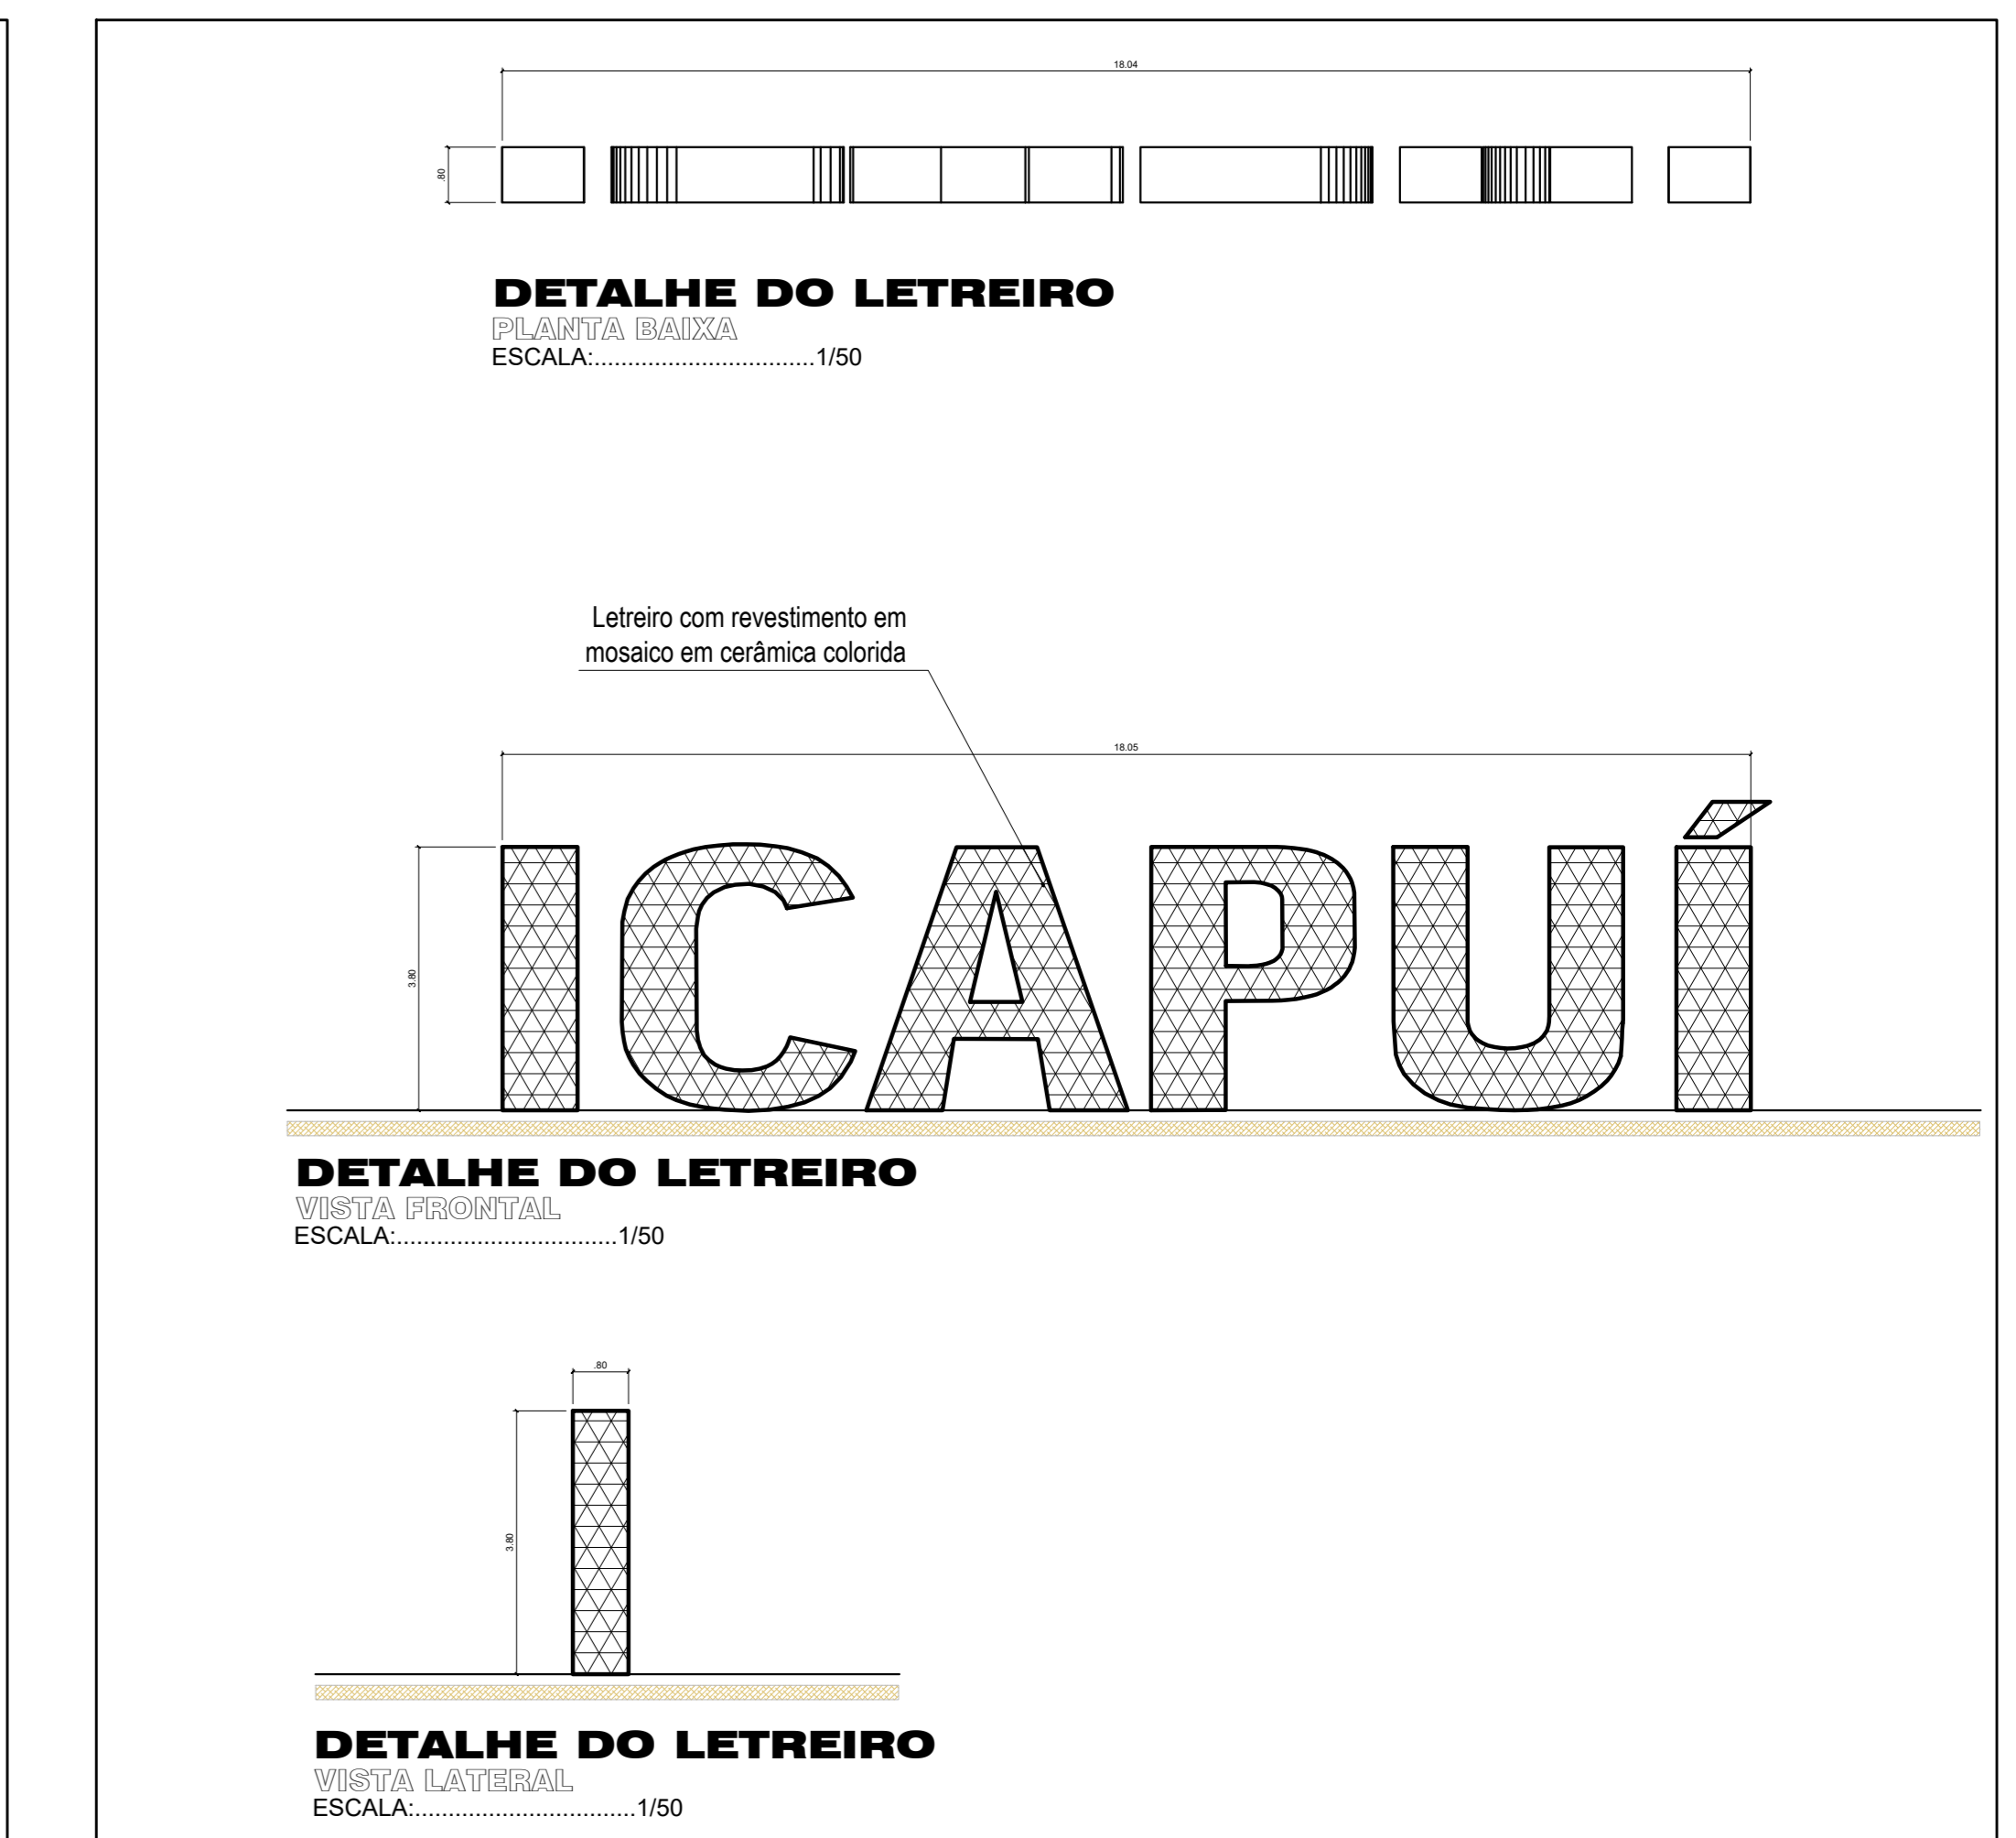 18.04
.80
DETALHE DO LETREIRO
PLANTA BAIXA
ESCALA:.................................1/50
Letreiro com revestimento em
mosaico em cerâmica colorida
18.05
3.80
ICAPUÍ
DETALHE DO LETREIRO
VISTA FRONTAL
ESCALA:.................................1/50
.80
3.80
DETALHE DO LETREIRO
VISTA LATERAL
ESCALA:.................................1/50